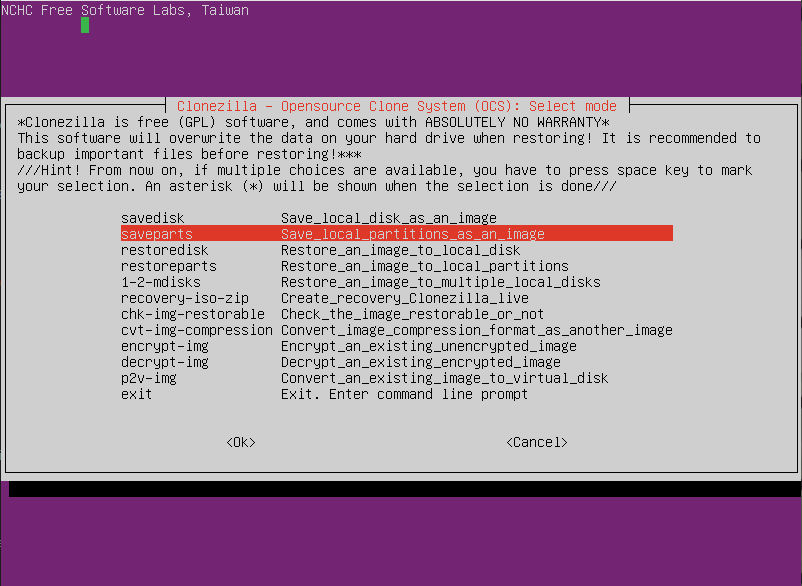 NCHC Free Software Labs, Taiwan
Clonezilla - Opensource Clone System (OCS): Select mode
*Clonezilla is free (GPL) software, and comes with ABSOLUTELY NO WARRANTY*
This software will overwrite the data on your hard drive when restoring! It is recommended to
backup important files before restoring!***
///Hint! From now on, if multiple choices are available, you have to press space key to mark
your selection. An asterisk (*) will be shown when the selection is done///
savedisk Save_local_disk_as_an_image
saveparts Save_local_partitions_as_an_image
restoredisk Restore_an_image_to_local_disk
restoreparts Restore_an_image_to_local_partitions
1-2-mdisks Restore_an_image_to_multiple_local_disks
recovery-iso-zip Create_recovery_Clonezilla_live
chk-img-restorable Check_the_image_restorable_or_not
cvt-img-compression Convert_image_compression_format_as_another_image
encrypt-img Encrypt_an_existing_unencrypted_image
decrypt-img Decrypt_an_existing_encrypted_image
p2v-img Convert_an_existing_image_to_virtual_disk
exit Exit. Enter command line prompt
<Ok> <Cancel>